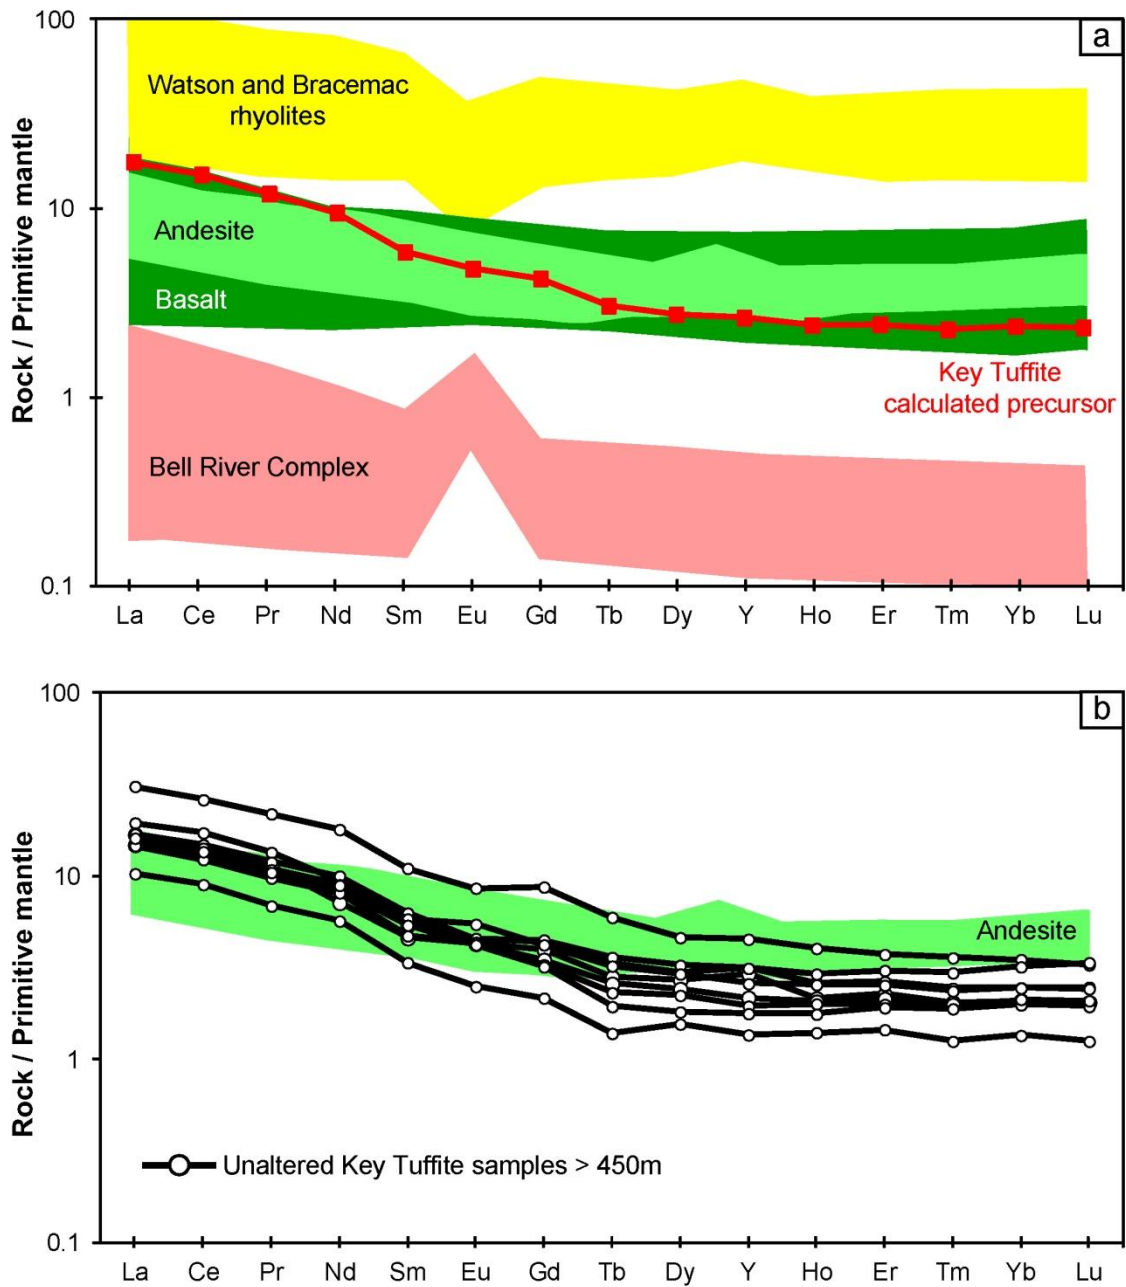 a
Rock / Primitive mantle
100
10
1
0.1
Watson and Bracemac
rhyolites
Andesite
Basalt
Key Tuffite
calculated precursor
Bell River Complex
La Ce Pr Nd Sm Eu Gd Tb Dy Y Ho Er Tm Yb Lu
b
Rock / Primitive mantle
100
10
1
0.1
Andesite
Unaltered Key Tuffite samples > 450m
La Ce Pr Nd Sm Eu Gd Tb Dy Y Ho Er Tm Yb Lu